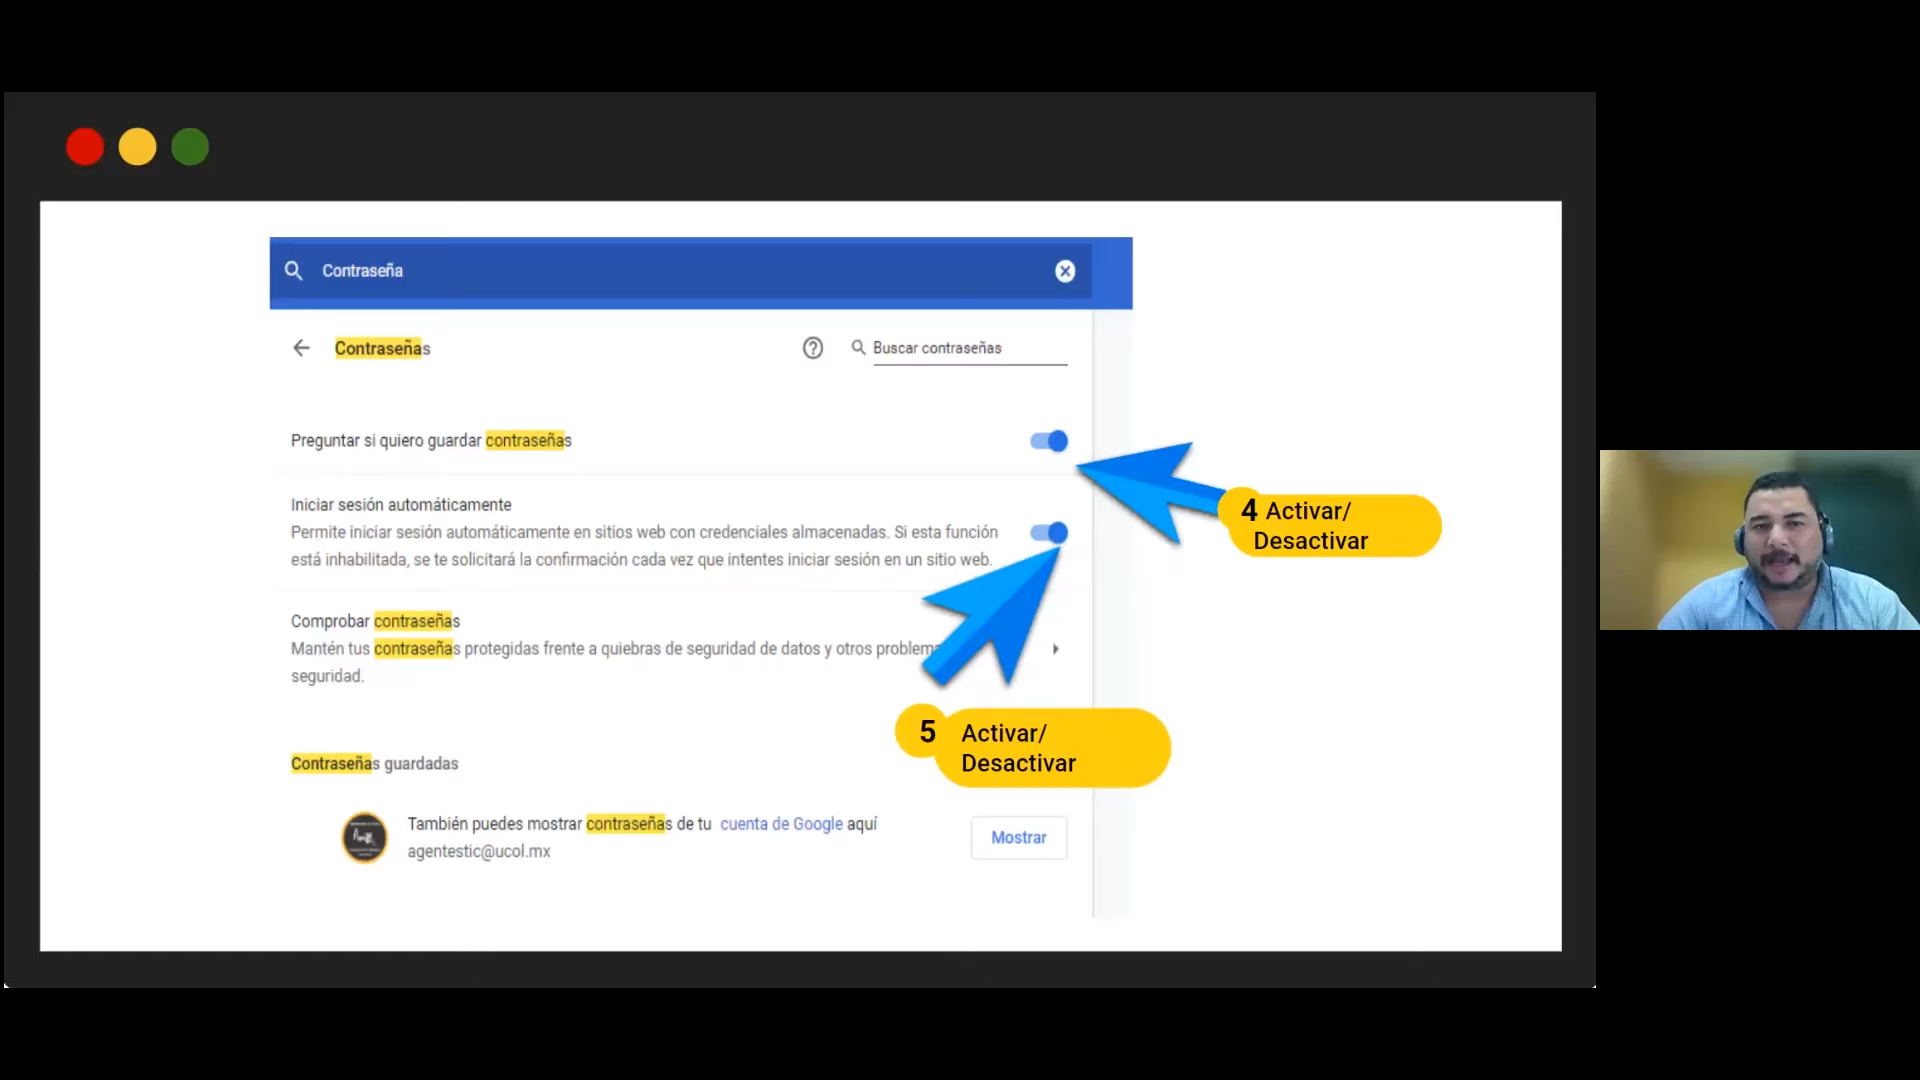 Contraseña
Contraseñas
Buscar contraseñas
Preguntar si quiero guardar contraseñas
Iniciar sesión automáticamente
Permite iniciar sesión automáticamente en sitios web con credenciales almacenadas. Si esta función
está inhabilitada, se te solicitará la confirmación cada vez que intentes iniciar sesión en un sitio web.
4 Activar/
Desactivar
Comprobar contraseñas
Mantén tus contraseñas protegidas frente a quiebras de seguridad de datos y otros problema
seguridad.
5 Activar/
Desactivar
Contraseñas guardadas
También puedes mostrar contraseñas de tu cuenta de Google aquí
agentestic@ucol.mx
Mostrar